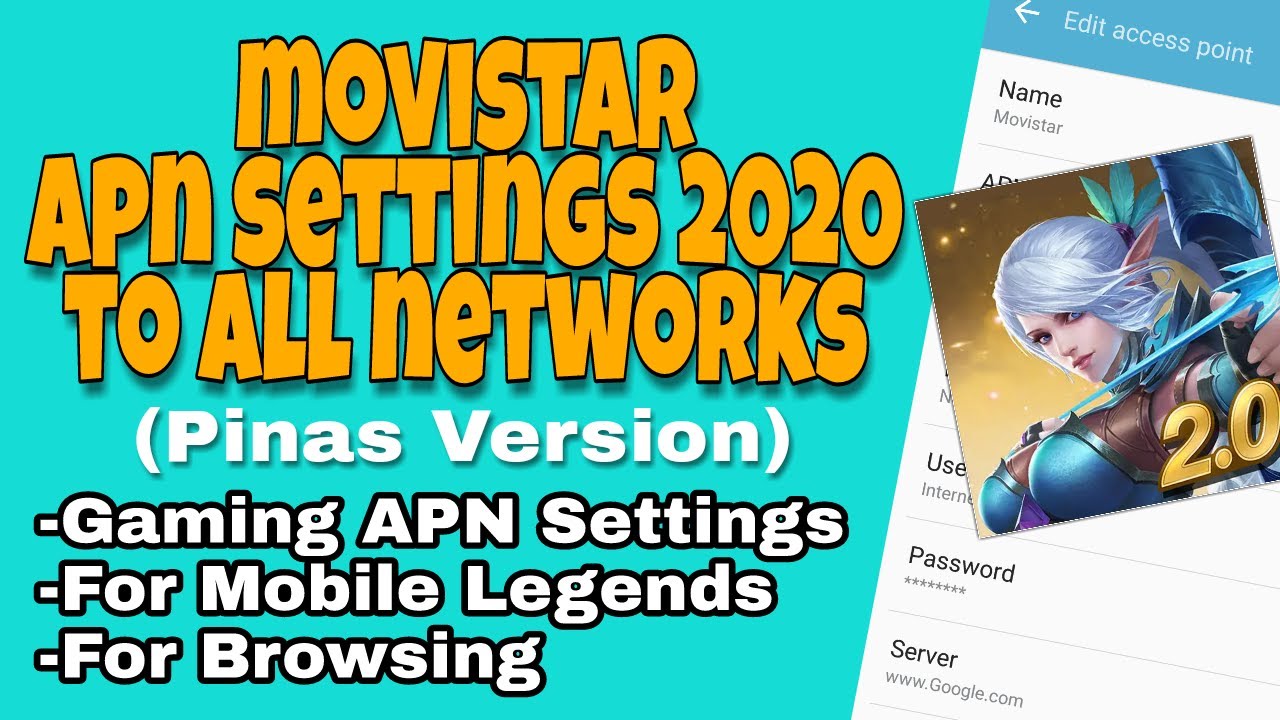 movistar
Apn settings 2020
to all networks
(Pinas Version)
-Gaming APN Settings
-For Mobile Legends
-For Browsing
Edit access point
Name
Movistar
2.0
Password
********
Server
www.Google.com